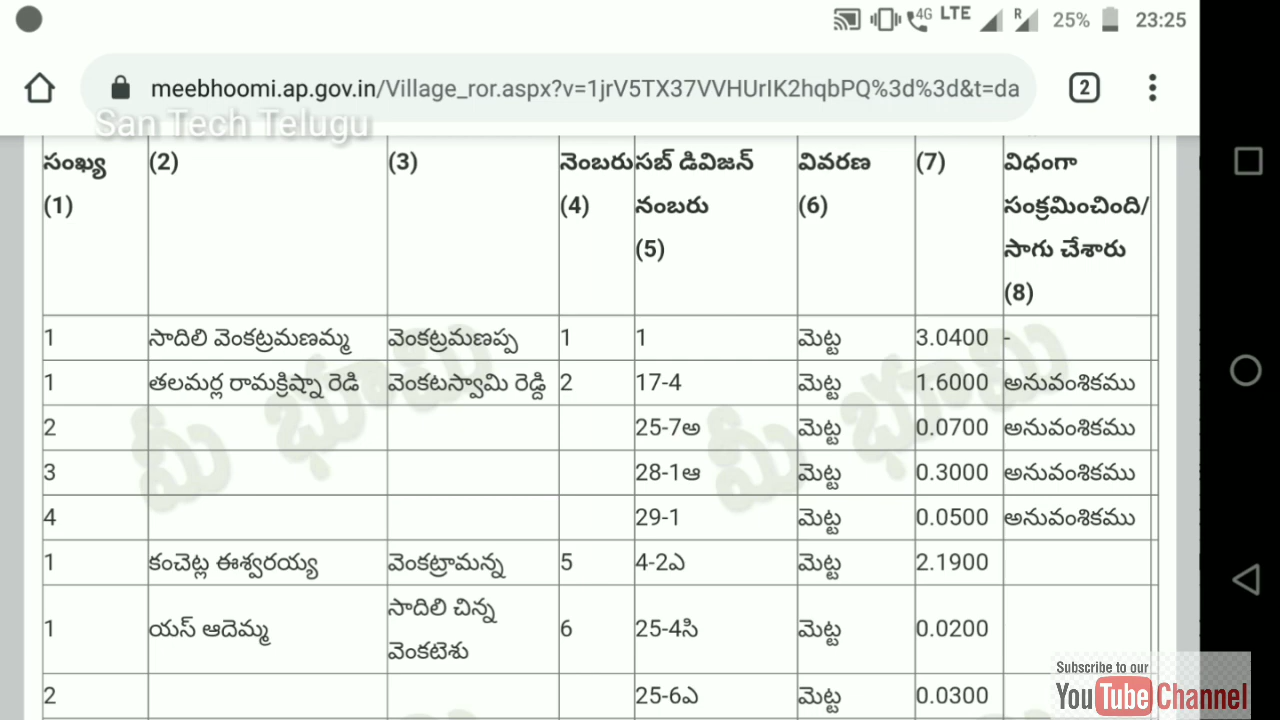 4G LTE R 25% 23:25
meebhoomi.ap.gov.in/Village_ror.aspx?v=1jrV5TX37VVHUrIK2hqbPQ%3d%3d&t=da
2
San Tech Telugu
సంఖ్య (2) (3) నెంబరు సబ్ డివిజన్ వివరణ (7) విధంగా
(1) (4) నంబరు (6) సంక్రమించింది/
(5) సాగు చేశారు
(8)
1 సాదిలి వెంకట్రమణమ్మ వెంకట్రమణప్ప 1 1 మెట్ట 3.0400 -
1 తలమర్ల రామక్రిష్నా రెడి వెంకటస్వామి రెడ్ది 2 17-4 మెట్ట 1.6000 అనువంశికము
2 25-7అ మెట్ట 0.0700 అనువంశికము
3 28-1ఆ మెట్ట 0.3000 అనువంశికము
4 29-1 మెట్ట 0.0500 అనువంశికము
1 కంచెట్ల ఈశ్వరయ్య వెంకట్రామన్న 5 4-2ఎ మెట్ట 2.1900
1 యస్ ఆదెమ్మ సాదిలి చిన్న వెంకటెశు 6 25-4సి మెట్ట 0.0200
2 25-6ఎ మెట్ట 0.0300
మీ భూమి మీ భూమి
Subscribe to our
YouTube Channel